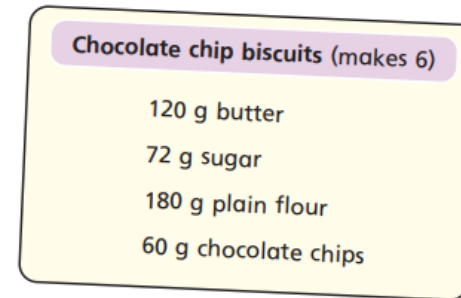 Chocolate chip biscuits (makes 6)
120 g butter
72 g sugar
180 g plain flour
60 g chocolate chips